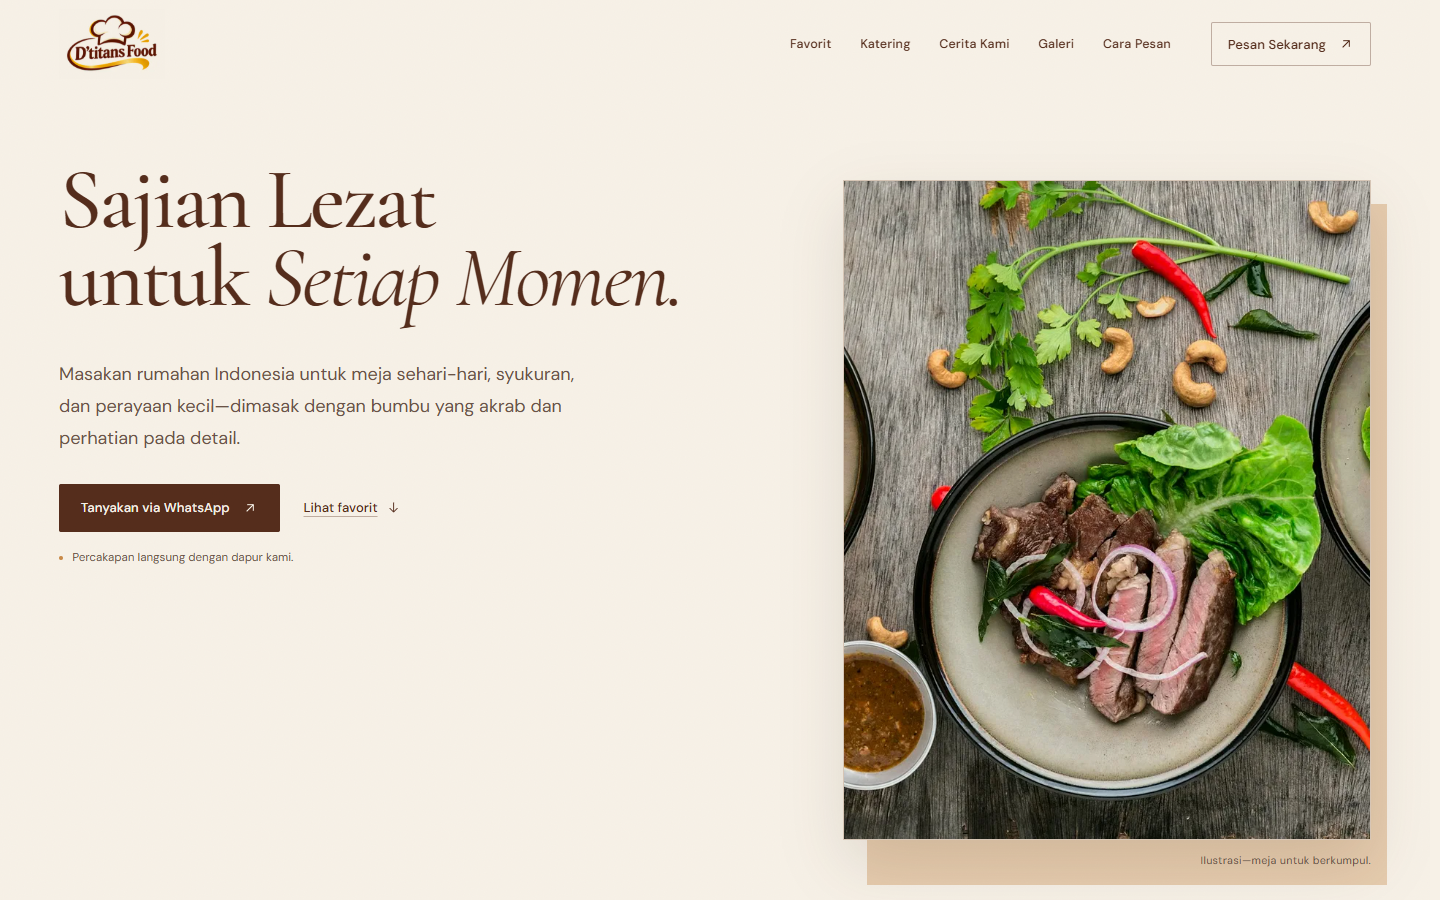 D'titans Food
Favorit
Katering
Cerita Kami
Galeri
Cara Pesan
Pesan Sekarang ↗
Sajian Lezat
untuk Setiap Momen.
Masakan rumahan Indonesia untuk meja sehari-hari, syukuran,
dan perayaan kecil—dimasak dengan bumbu yang akrab dan
perhatian pada detail.
Tanyakan via WhatsApp ↗
Lihat favorit ↓
• Percakapan langsung dengan dapur kami.
Ilustrasi—meja untuk berkumpul.